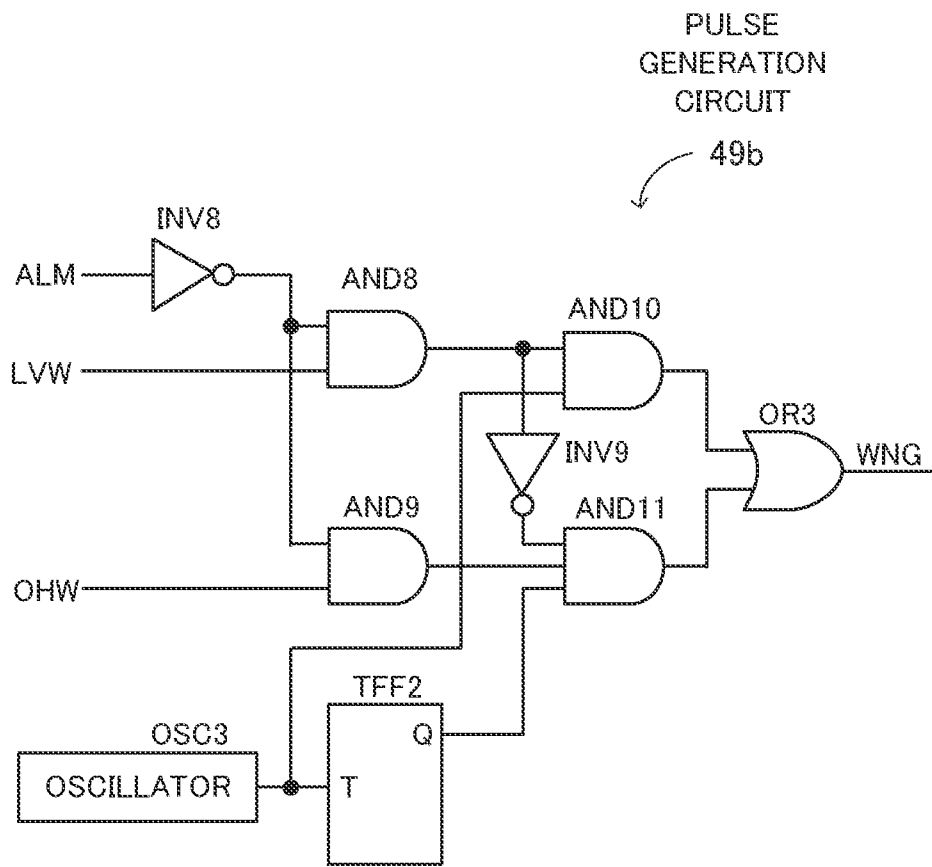 PULSE
GENERATION
CIRCUIT
49b
INV8
ALM
AND8
AND10
LVW
OR3
INV9
WNG
AND9
AND11
OHW
TFF2
OSC3
Q
OSCILLATOR
T